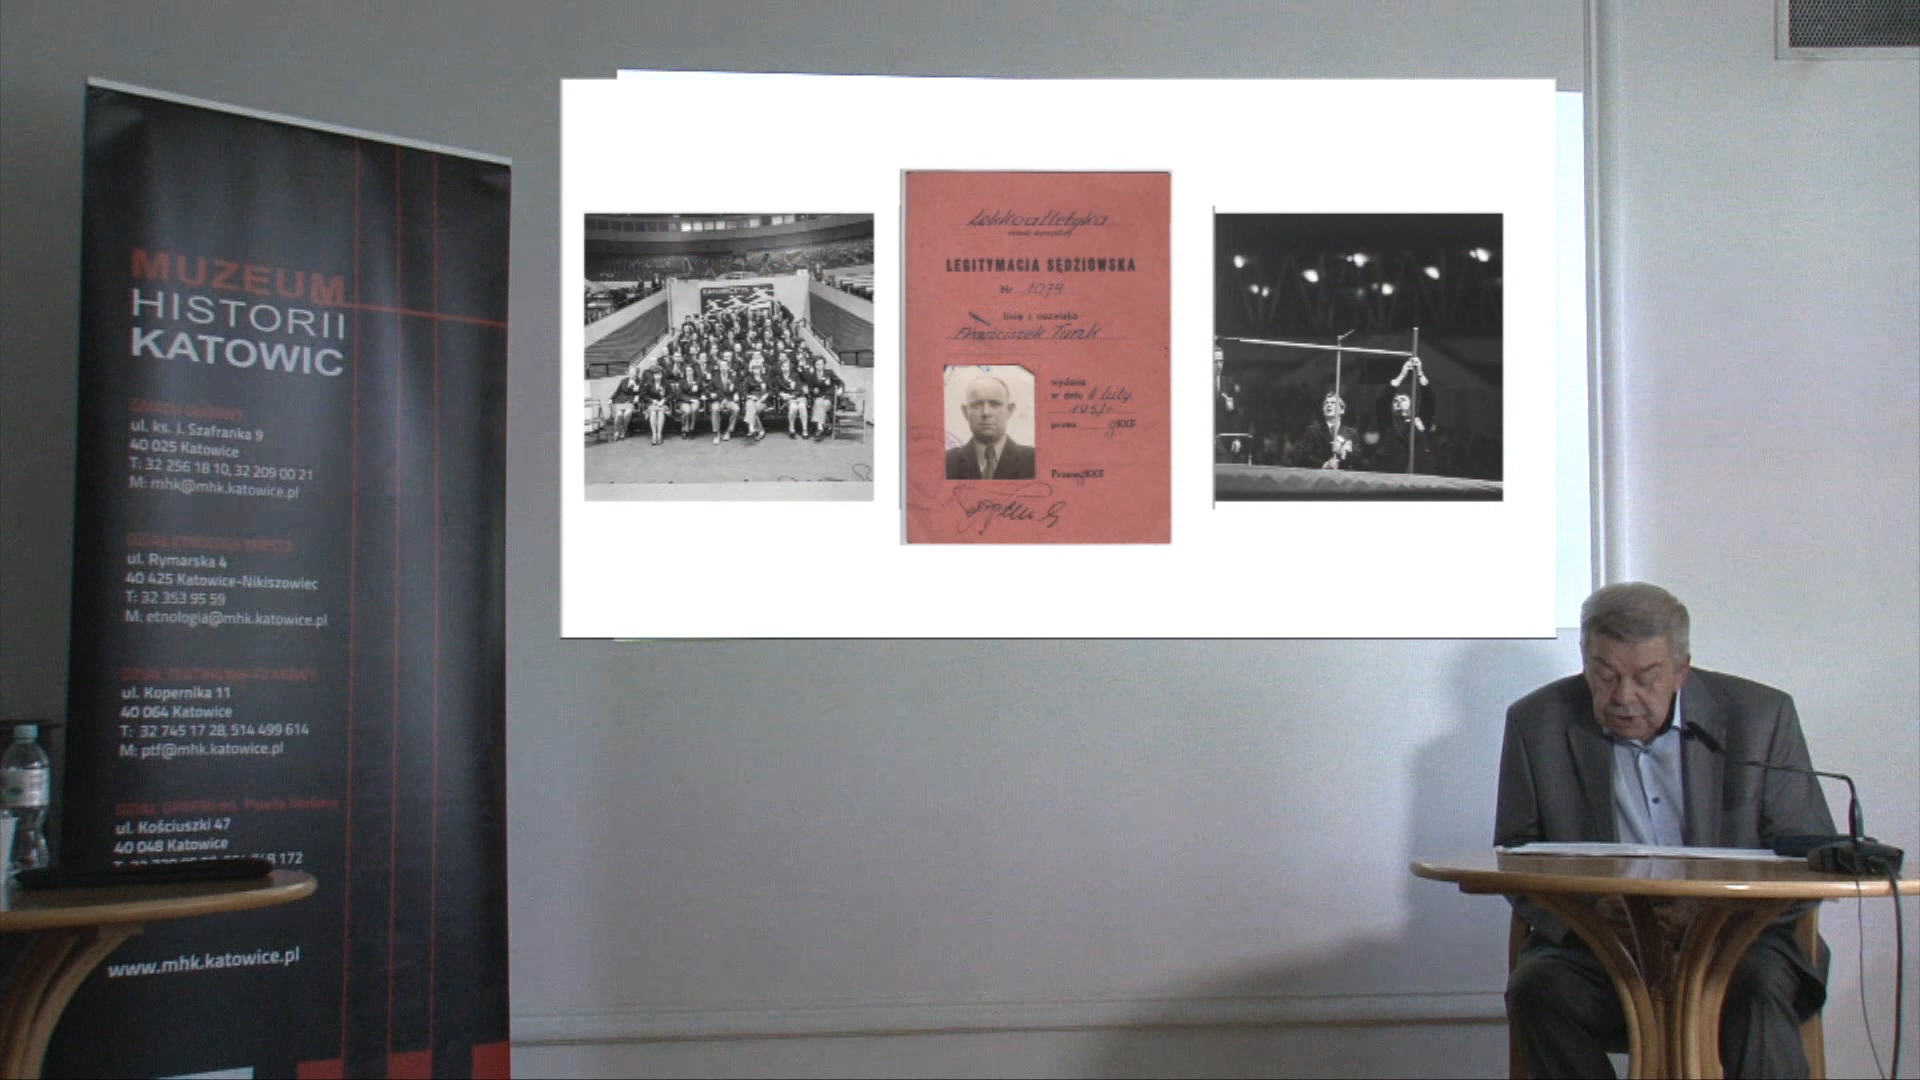 MUZEUM
HISTORII
KATOWIC
ul. ks. J. Szafranka 9
40 025 Katowice
T: 32 256 18 10, 32 209 00 21
M: mhk@mhk.katowice.pl
ul. Rymarska 4
40 425 Katowice-Nikiszowiec
T: 32 353 95 59
M: etnologia@mhk.katowice.pl
ul. Kopernika 11
40 064 Katowice
T: 32 745 17 28, 514 499 614
M: ptf@mhk.katowice.pl
ul. Kościuszki 47
40 048 Katowice
www.mhk.katowice.pl
Lekkoatletyka
LEGITYMACJA SĘDZIOWSKA
Nr 1079
Imię i nazwisko
Franciszek
wydana
w dniu
przez GKKF